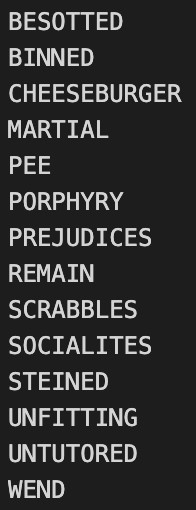 BESOTTED
BINNED
CHEESEBURGER
MARTIAL
PEE
PORPHYRY
PREJUDICES
REMAIN
SCRABBLES
SOCIALITES
STEINED
UNFITTING
UNTUTORED
WEND